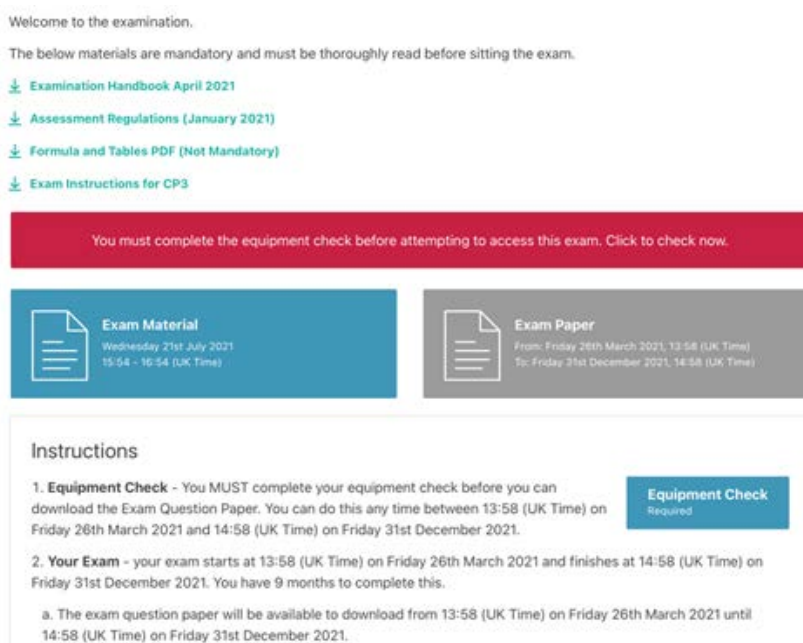 Welcome to the examination.
The below materials are mandatory and must be thoroughly read before sitting the exam.
Examination Handbook April 2021
Assessment Regulations (January 2021)
Formula and Tables PDF (Not Mandatory)
Exam Instructions for CP3
You must complete the equipment check before attempting to access this exam. Click to check now.
Exam Material
Wednesday 21st July 2021
15:54 - 16:54 (UK Time)
Exam Paper
From: Friday 26th March 2021, 13:58 (UK Time)
To: Friday 31st December 2021, 14:58 (UK Time)
Instructions
1. Equipment Check - You MUST complete your equipment check before you can
download the Exam Question Paper. You can do this any time between 13:58 (UK Time) on
Friday 26th March 2021 and 14:58 (UK Time) on Friday 31st December 2021.
Equipment Check
Required
2. Your Exam - your exam starts at 13:58 (UK Time) on Friday 26th March 2021 and finishes at 14:58 (UK Time) on
Friday 31st December 2021. You have 9 months to complete this.
a. The exam question paper will be available to download from 13:58 (UK Time) on Friday 26th March 2021 until
14:58 (UK Time) on Friday 31st December 2021.